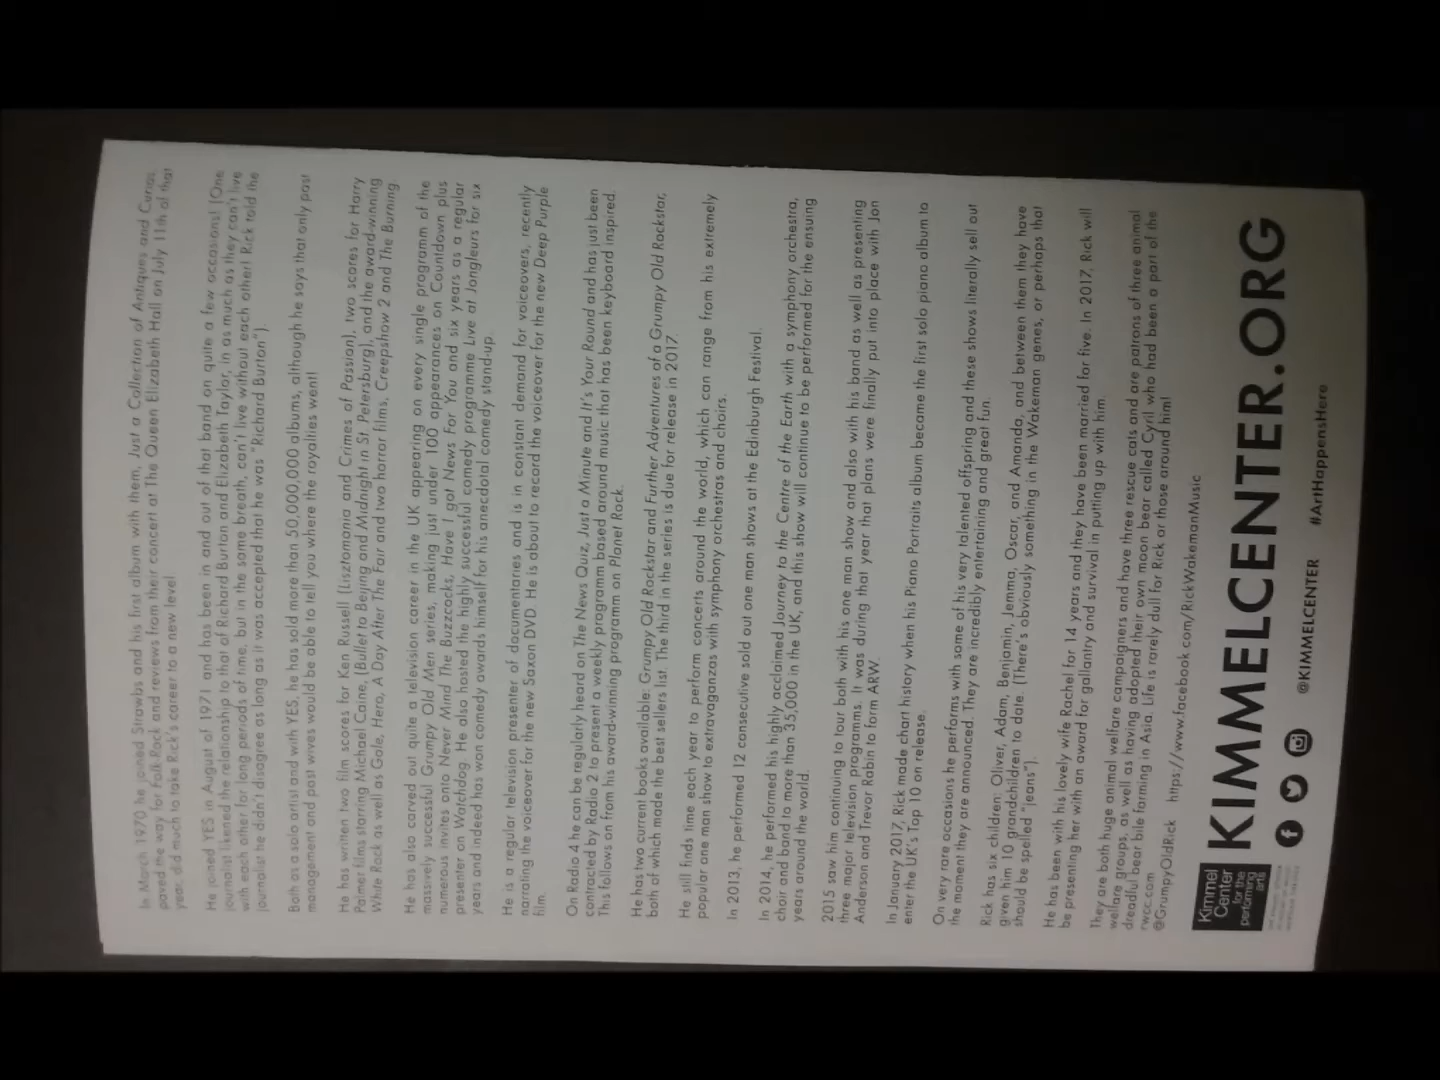 In March 1970 he joined Strawbs and his first album with them, Just a Collection of Antiques and Curios,
paved the way for Folk Rock and reviews from their concert at The Queen Elizabeth Hall on July 11th of that
year, did much to take Rick's career to a new level.
He joined YES in August of 1971 and has been in and out of that band on quite a few occasions! (One
journalist likened the relationship to that of Richard Burton and Elizabeth Taylor, in as much as they can't live
with each other for long periods of time, but in the same breath, can't live without each other! Rick told the
journalist he didn't disagree as long as it was accepted that he was "Richard Burton").
Both as a solo artist and with YES, he has sold more than 50,000,000 albums, although he says that only past
management and past wives would be able to tell you where the royalties went!
He has written two film scores for Ken Russell (Lisztomania and Crimes of Passion), two scores for Harry
Palmer films starring Michael Caine, (Bullet to Beijing and Midnight in St Petersburg), and the award-winning
White Rock as well as Gole, Hero, A Day After The Fair and two horror films, Creepshow 2 and The Burning.
He has also carved out quite a television career in the UK appearing on every single programm of the
massively successful Grumpy Old Men series, making just under 100 appearances on Countdown plus
numerous invites onto Never Mind The Buzzcocks, Have I got News For You and six years as a regular
presenter on Watchdog. He also hosted the highly successful comedy programme Live at Jongleurs for six
years and indeed has won comedy awards himself for his anecdotal comedy stand-up.
He is a regular television presenter of documentaries and is in constant demand for voiceovers, recently
narrating the voiceover for the new Saxon DVD. He is about to record the voiceover for the new Deep Purple
film.
On Radio 4 he can be regularly heard on The News Quiz, Just a Minute and It's Your Round and has just been
contracted by Radio 2 to present a weekly programm based around music that has been keyboard inspired.
This follows on from his award-winning program on Planet Rock.
He has two current books available: Grumpy Old Rockstar and Further Adventures of a Grumpy Old Rockstar,
both of which made the best sellers list. The third in the series is due for release in 2017.
He still finds time each year to perform concerts around the world, which can range from his extremely
popular one man show to extravaganzas with symphony orchestras and choirs.
In 2013, he performed 12 consecutive sold out one man shows at the Edinburgh Festival.
In 2014, he performed his highly acclaimed Journey to the Centre of the Earth with a symphony orchestra,
choir and band to more than 35,000 in the UK, and this show will continue to be performed for the ensuing
years around the world.
2015 saw him continuing to tour both with his one man show and also with his band as well as presenting
three major television programms. It was during that year that plans were finally put into place with Jon
Anderson and Trevor Rabin to form ARW.
In January 2017, Rick made chart history when his Piano Portraits album became the first solo piano album to
enter the UK's Top 10 on release.
On very rare occasions he performs with some of his very talented offspring and these shows literally sell out
the moment they are announced. They are incredibly entertaining and great fun.
Rick has six children: Oliver, Adam, Benjamin, Jemma, Oscar, and Amanda, and between them they have
given him 10 grandchildren to date. (There's obviously something in the Wakeman genes, or perhaps that
should be spelled "jeans").
He has been with his lovely wife Rachel for 14 years and they have been married for five. In 2017, Rick will
be presenting her with an award for gallantry and survival in putting up with him.
They are both huge animal welfare campaigners and have three rescue cats and are patrons of three animal
welfare groups, as well as having adopted their own moon bear called Cyril who had been a part of the
dreadful bear bile farming in Asia. Life is rarely dull for Rick or those around him!
rwcc.com
@GrumpyOldRick https://www.facebook.com/RickWakemanMusic
Kimmel
Center
for the
performing
arts
KIMMELCENTER.ORG
@KIMMELCENTER #ArtHappensHere